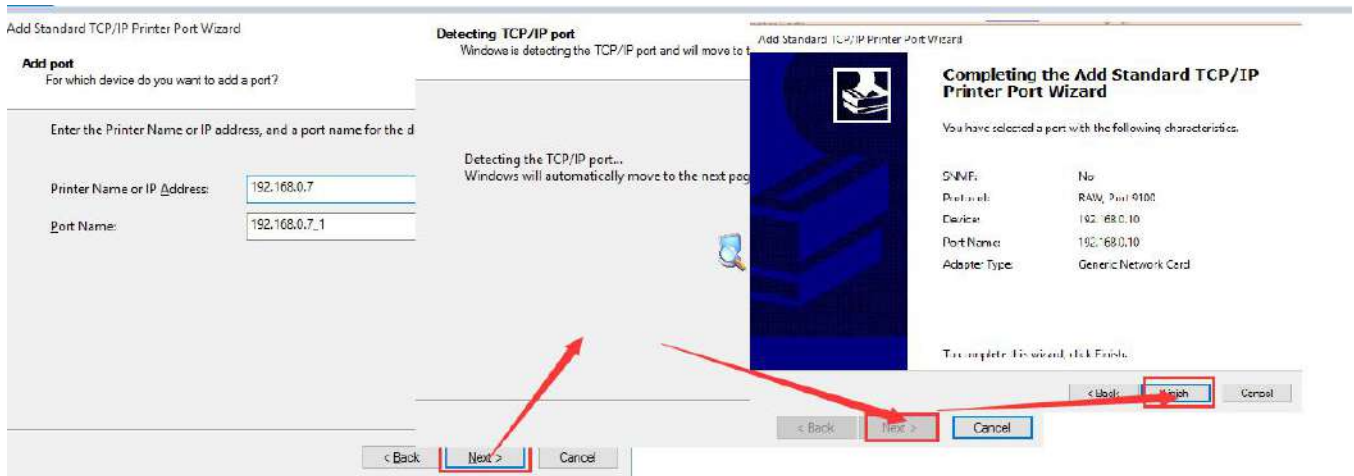 Add Standard TCP/IP Printer Port Wizard
Add port
For which device do you want to add a port?
Enter the Printer Name or IP address, and a port name for the d
Printer Name or IP Address:
192.168.0.7
Port Name:
192.168.0.7_1
< Back
Next >
Cancel
Detecting TCP/IP port
Windows is detecting the TCP/IP port and will move to t
Detecting the TCP/IP port...
Windows will automatically move to the next pag
< Back
Next >
Cancel
Add Standard TCP/IP Printer Port Wizard
Completing the Add Standard TCP/IP
Printer Port Wizard
You have selected a port with the following characteristics.
SNMP:
No
Protocol:
RAW, Port 9100
Device:
192.168.0.10
Port Name:
192.168.0.10
Adapter Type:
Generic Network Card
To complete this wizard, click Finish.
< Back
Finish
Cancel